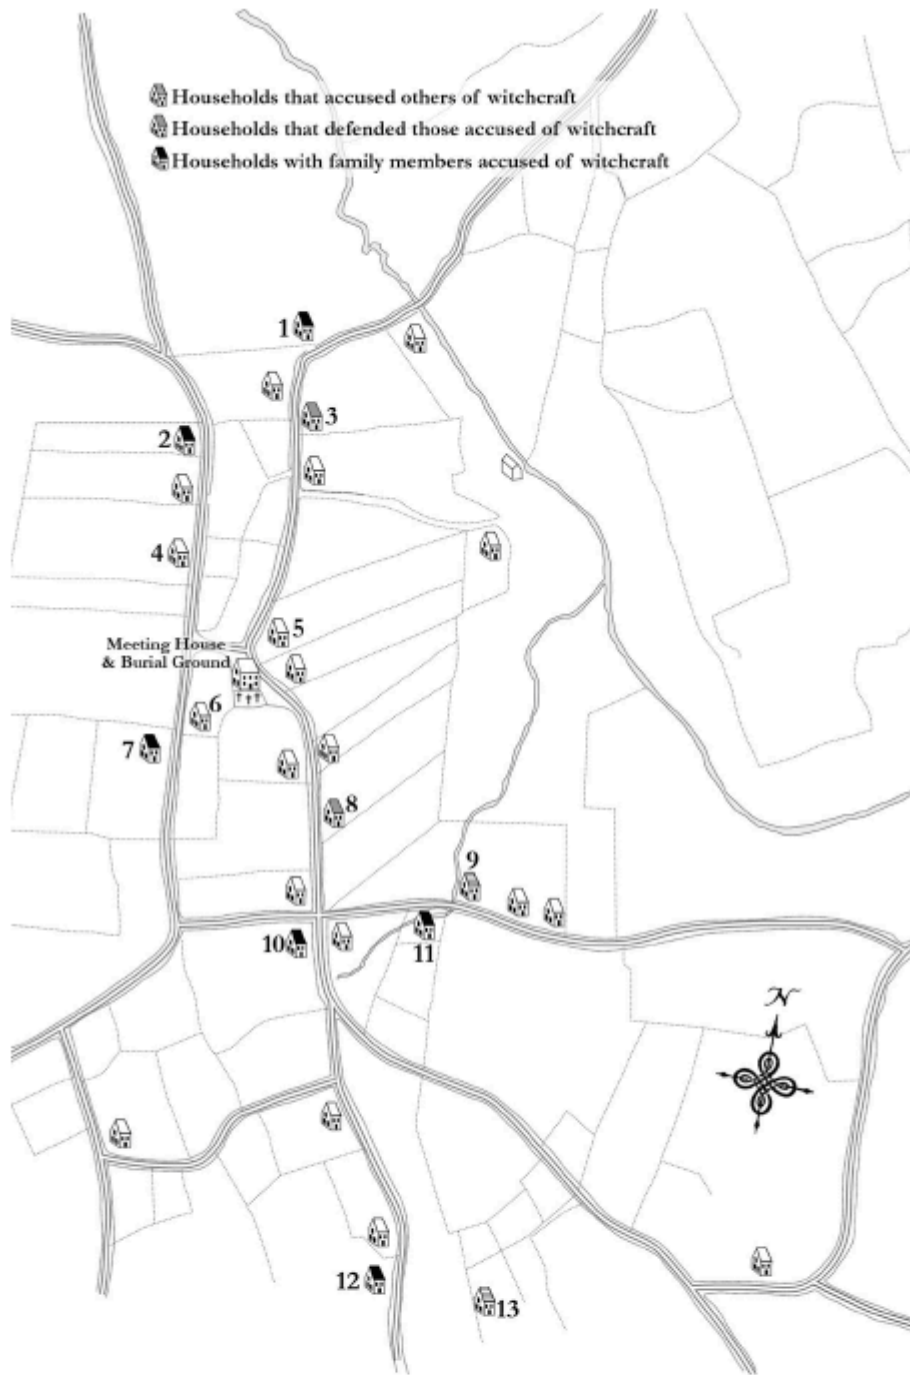 Households that accused others of witchcraft
Households that defended those accused of witchcraft
Households with family members accused of witchcraft
1
3
2
4
5
Meeting House
& Burial Ground
6
7
8
9
10
11
N
12
13